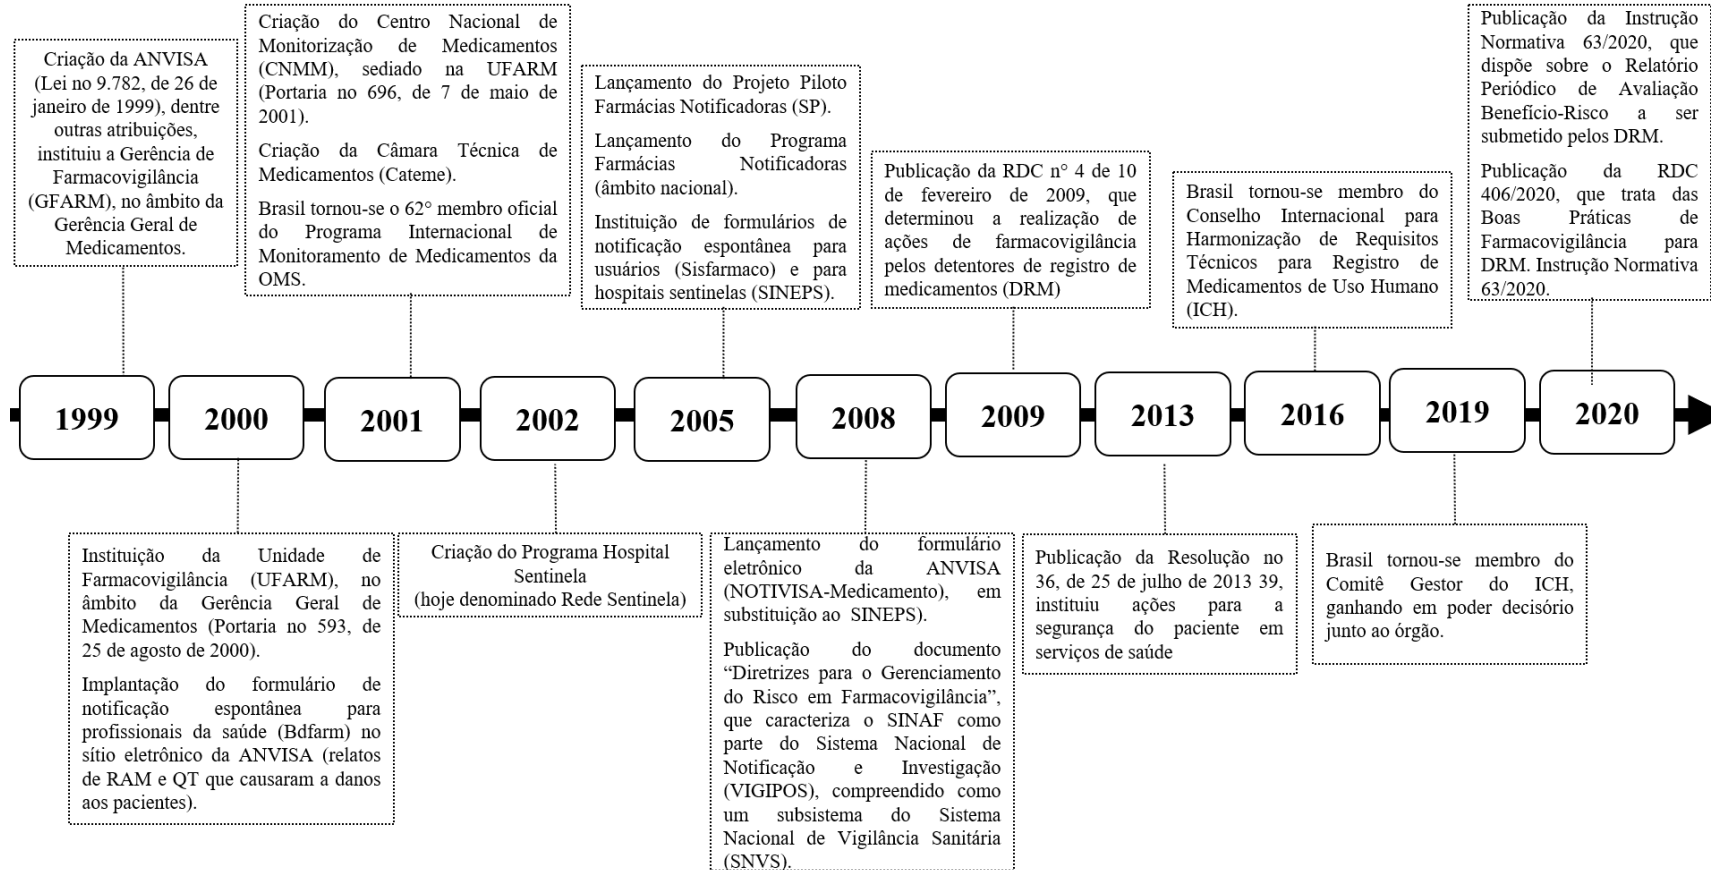 Criação da ANVISA
(Lei no 9.782, de 26 de
janeiro de 1999), dentre
outras atribuições,
instituiu a Gerência de
Farmacovigilância
(GFARM), no âmbito da
Gerência Geral de
Medicamentos.
Criação do Centro Nacional de
Monitorização de Medicamentos
(CNMM), sediado na UFARM
(Portaria no 696, de 7 de maio de
2001).
Criação da Câmara Técnica de
Medicamentos (Cateme).
Brasil tornou-se o 62° membro oficial
do Programa Internacional de
Monitoramento de Medicamentos da
OMS.
Lançamento do Projeto Piloto
Farmácias Notificadoras (SP).
Lançamento do Programa
Farmácias Notificadoras
(âmbito nacional).
Instituição de formulários de
notificação espontânea para
usuários (Sisfarmaco) e para
hospitais sentinelas (SINEPS).
Publicação da RDC n° 4 de 10
de fevereiro de 2009, que
determinou a realização de
ações de farmacovigilância
pelos detentores de registro de
medicamentos (DRM)
Brasil tornou-se membro do
Conselho Internacional para
Harmonização de Requisitos
Técnicos para Registro de
Medicamentos de Uso Humano
(ICH).
Publicação da Instrução
Normativa 63/2020, que
dispõe sobre o Relatório
Periódico de Avaliação
Benefício-Risco a ser
submetido pelos DRM.
Publicação da RDC
406/2020, que trata das
Boas Práticas de
Farmacovigilância para
DRM. Instrução Normativa
63/2020.
1999
2000
2001
2002
2005
2008
2009
2013
2016
2019
2020
Instituição da Unidade de
Farmacovigilância (UFARM), no
âmbito da Gerência Geral de
Medicamentos (Portaria no 593, de
25 de agosto de 2000).
Implantação do formulário de
notificação espontânea para
profissionais da saúde (Bdfarm) no
sítio eletrônico da ANVISA (relatos
de RAM e QT que causaram a danos
aos pacientes).
Criação do Programa Hospital
Sentinela
(hoje denominado Rede Sentinela)
Lançamento do formulário
eletrônico da ANVISA
(NOTIVISA-Medicamento), em
substituição ao SINEPS).
Publicação do documento
“Diretrizes para o Gerenciamento
do Risco em Farmacovigilância”,
que caracteriza o SINAF como
parte do Sistema Nacional de
Notificação e Investigação
(VIGIPOS), compreendido como
um subsistema do Sistema
Nacional de Vigilância Sanitária
(SNVS).
Publicação da Resolução no
36, de 25 de julho de 2013 39,
instituiu ações para a
segurança do paciente em
serviços de saúde
Brasil tornou-se membro do
Comitê Gestor do ICH,
ganhando em poder decisório
junto ao órgão.